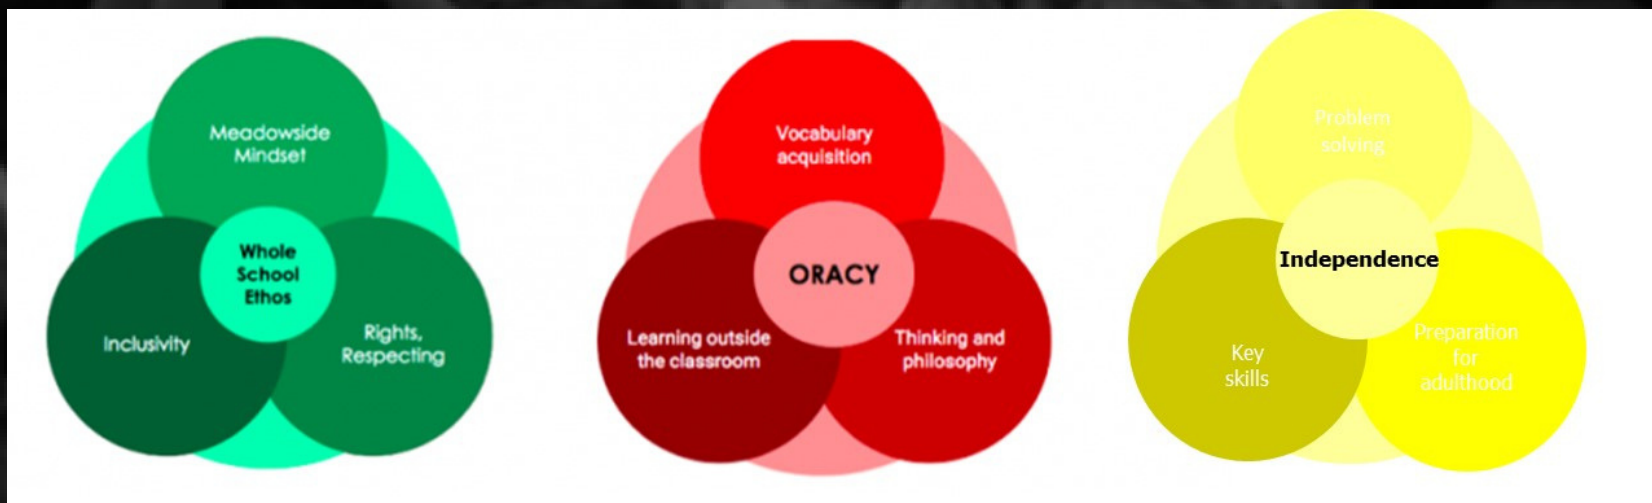 Meadowside
Mindset
Whole
School
Ethos
Inclusivity
Rights,
Respecting
Vocabulary
acquisition
ORACY
Learning outside
the classroom
Thinking and
philosophy
Problem
solving
Independence
Key
skills
Preparation
for
adulthood